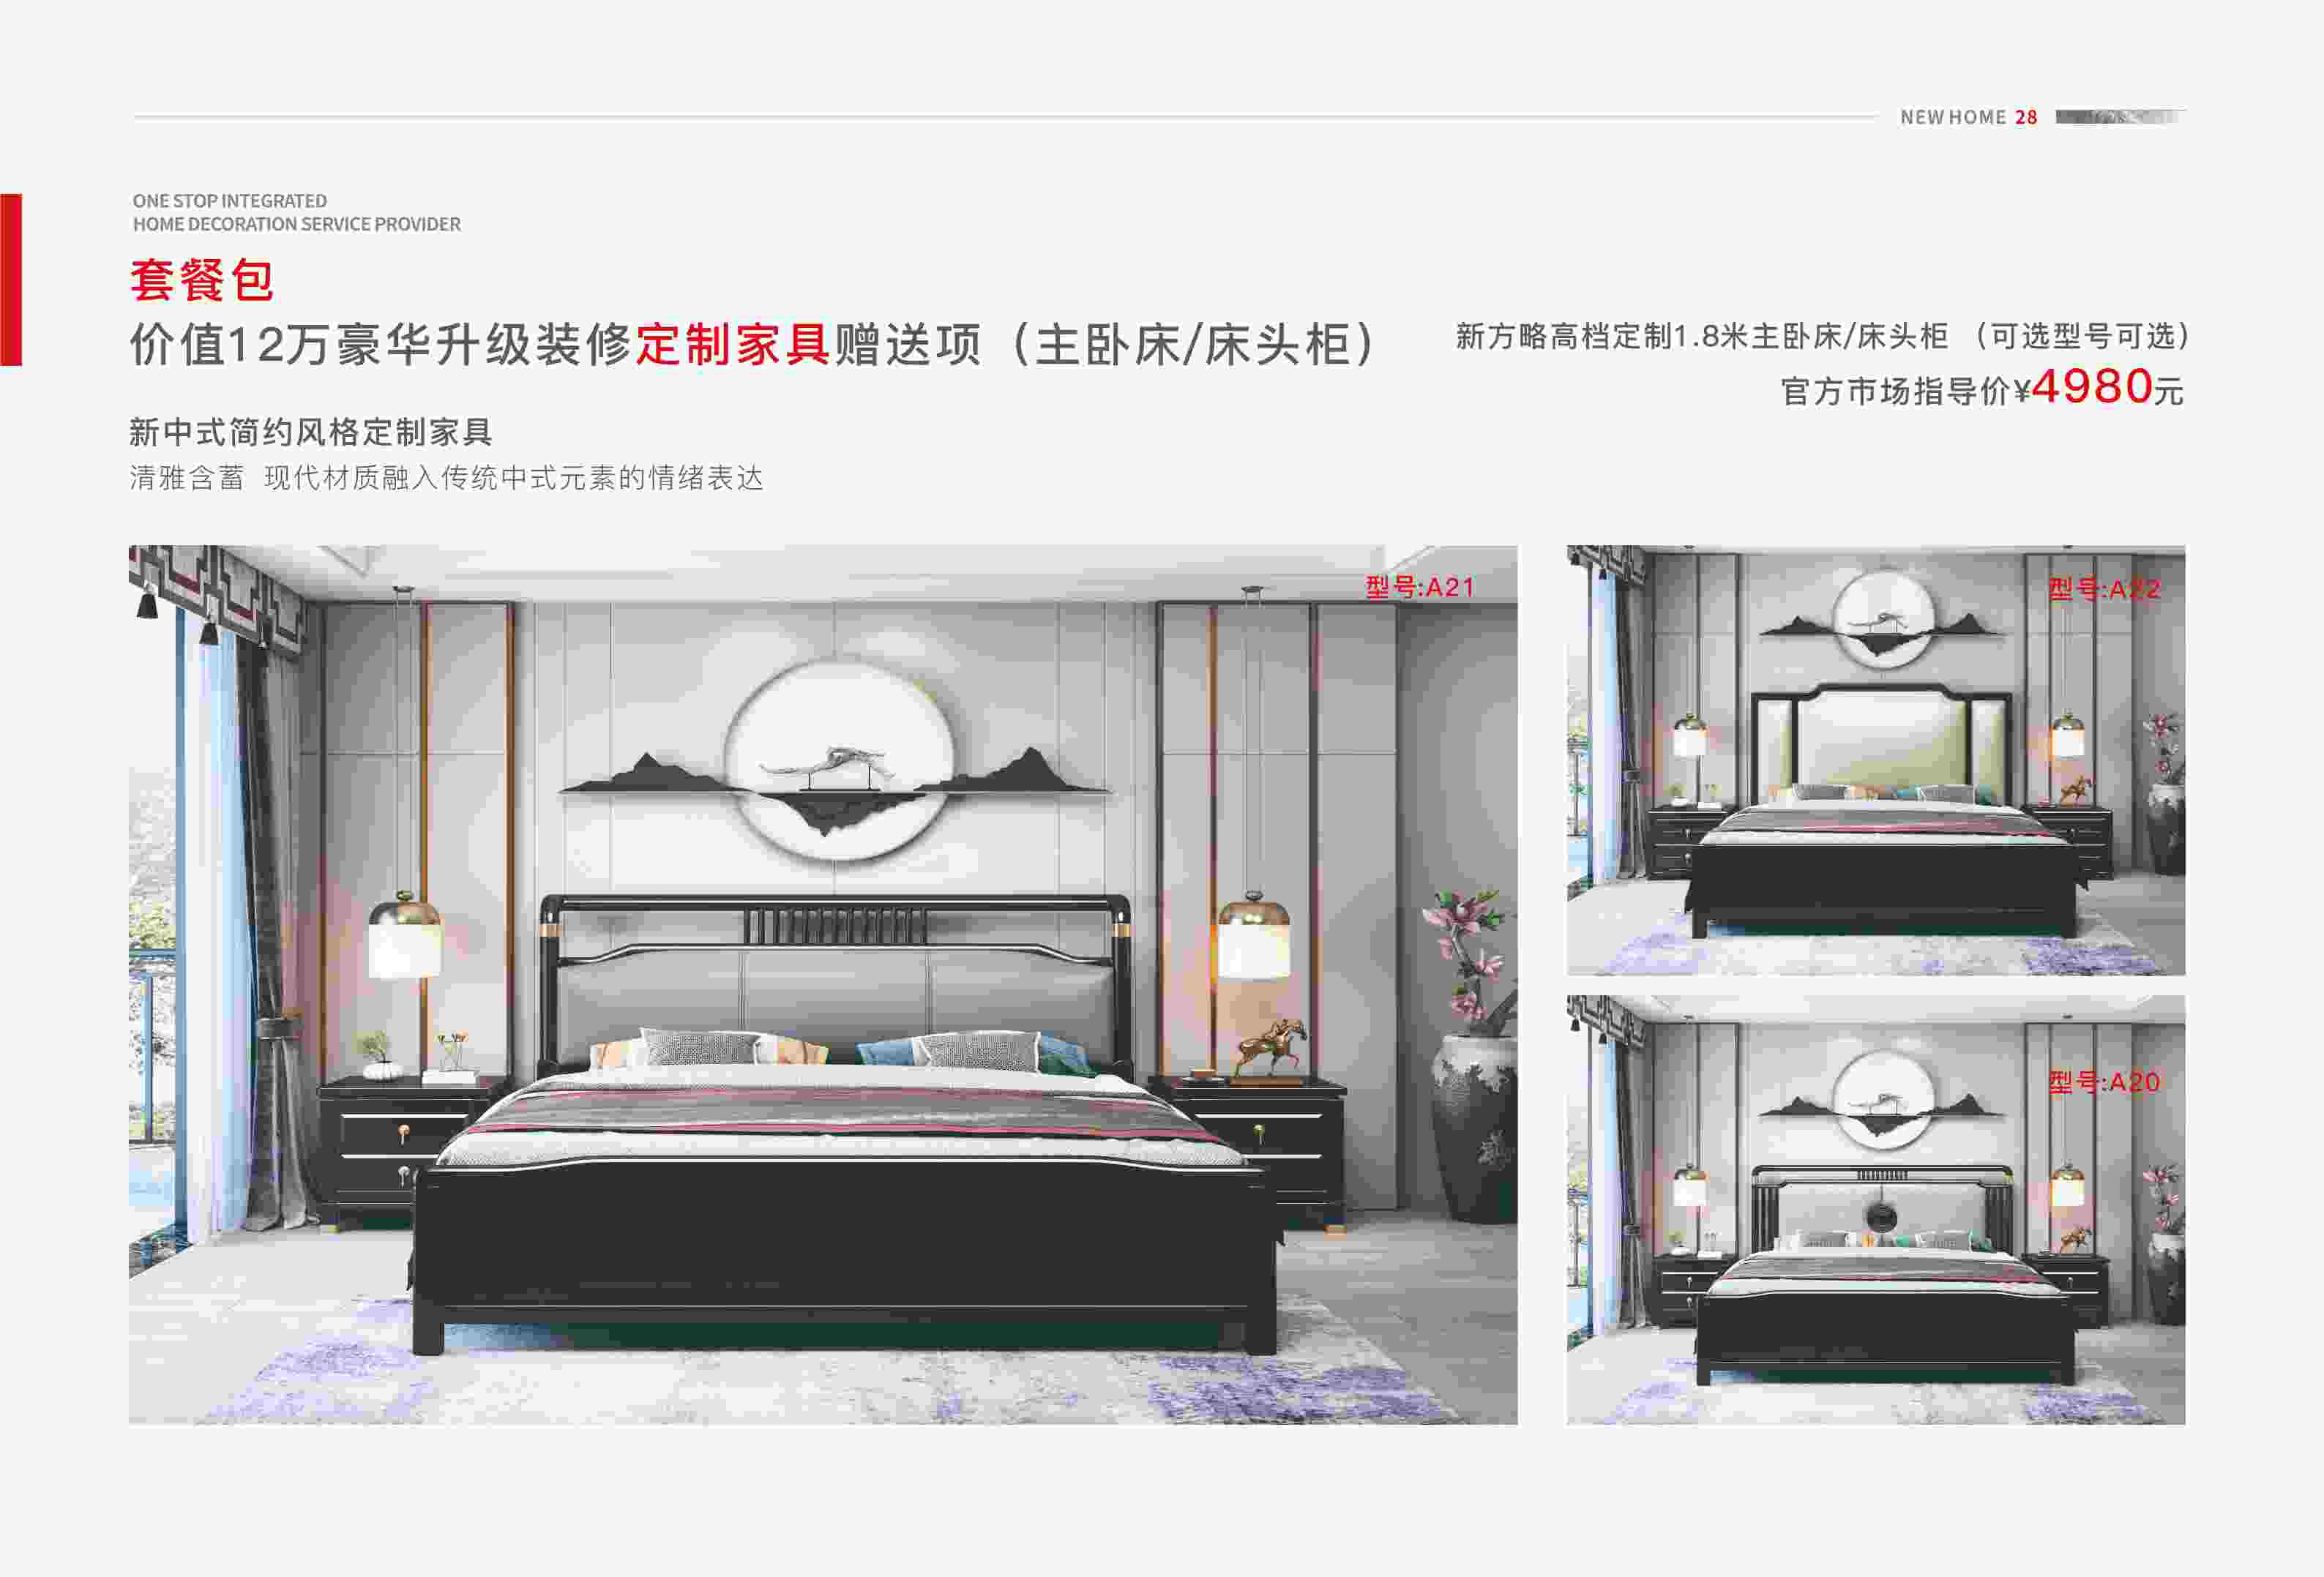 NEW HOME 28
ONE STOP INTEGRATED
HOME DECORATION SERVICE PROVIDER
套餐包
价值12万豪华升级装修定制家具赠送项（主卧床/床头柜）
新方略高档定制1.8米主卧床/床头柜 （可选型号可选）
官方市场指导价¥4980元
新中式简约风格定制家具
清雅含蓄 现代材质融入传统中式元素的情绪表达
型号:A21
型号:A22
型号:A20